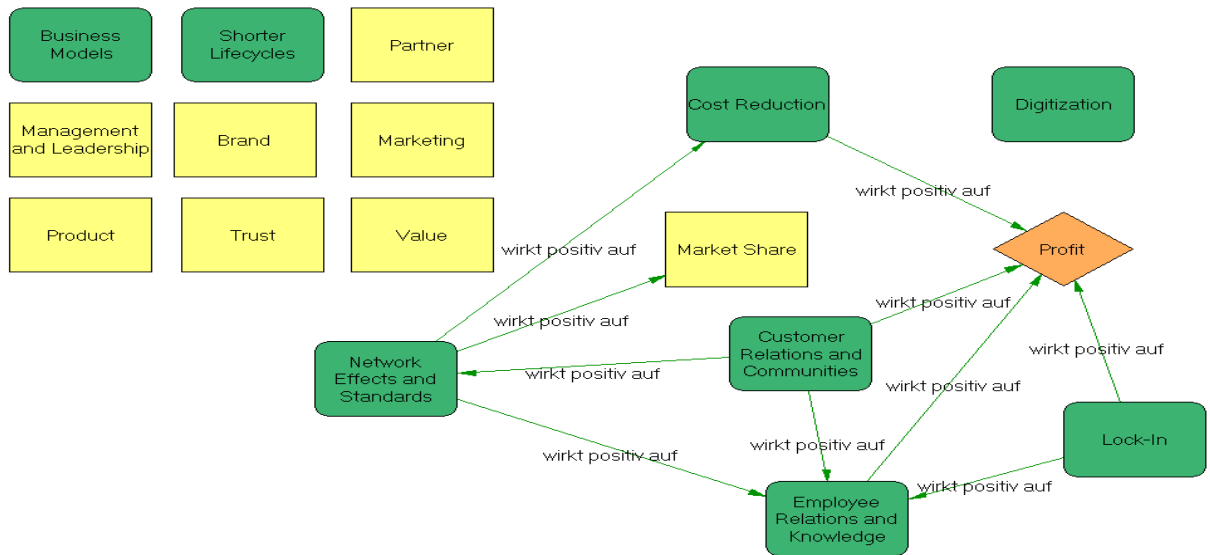 Business
Models
Shorter
Lifecycles
Partner
Cost Reduction
Digitization
Management
and Leadership
Brand
Marketing
wirkt positiv auf
Product
Trust
Value
wirkt positiv auf
Market Share
Profit
wirkt positiv auf
wirkt positiv auf
Network
Effects and
Standards
wirkt positiv auf
Customer
Relations and
Communities
wirkt positiv auf
wirkt positiv auf
wirkt positiv auf
wirkt positiv auf
Lock-In
wirkt positiv auf
wirkt positiv auf
Employee
Relations and
Knowledge